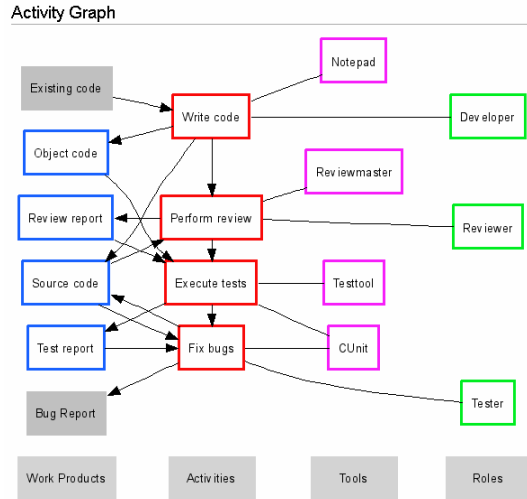 Activity Graph
Notepad
Existing code
Write code
Developer
Object code
Reviewmaster
Review report
Perform review
Reviewer
Source code
Execute tests
Testtool
Test report
Fix bugs
CUnit
Tester
Bug Report
Work Products
Activities
Tools
Roles